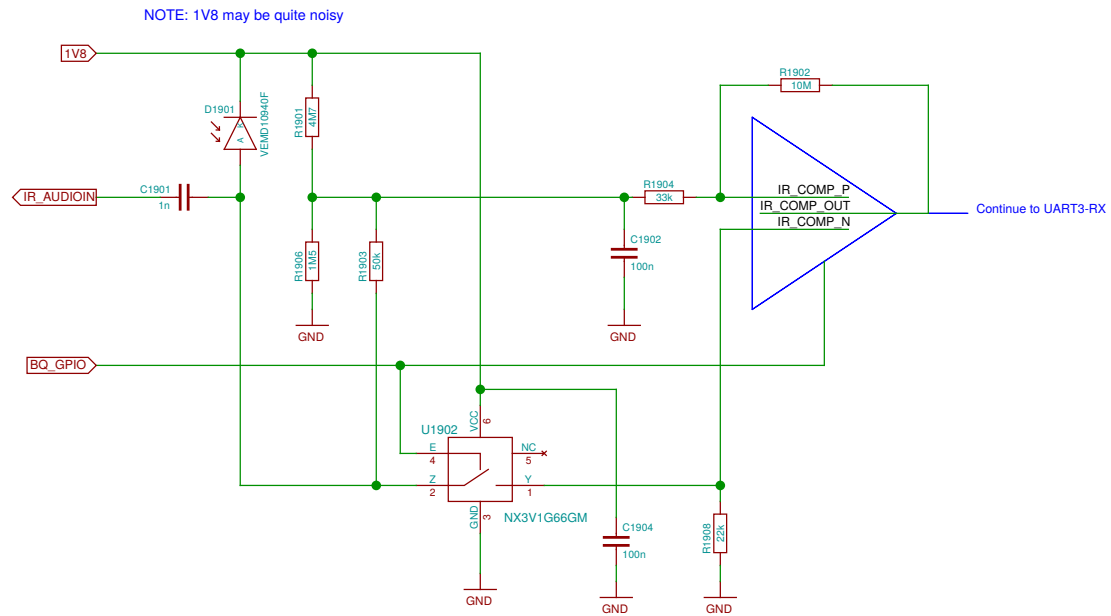 NOTE: 1V8 may be quite noisy
1V8
R1902
10M
D1901
A
K
VEMD10940F
R1901
4M7
IR_AUDIOIN
C1901
1n
R1904
33k
IR_COMP_P
IR_COMP_OUT
IR_COMP_N
Continue to UART3-RX
R1906
1M5
R1903
50k
C1902
100n
GND
GND
BQ_GPIO
U1902
VCC
6
E
4
NC
5
Z
2
Y
1
GND
3
NX3V1G66GM
C1904
100n
R1908
22k
GND
GND
GND